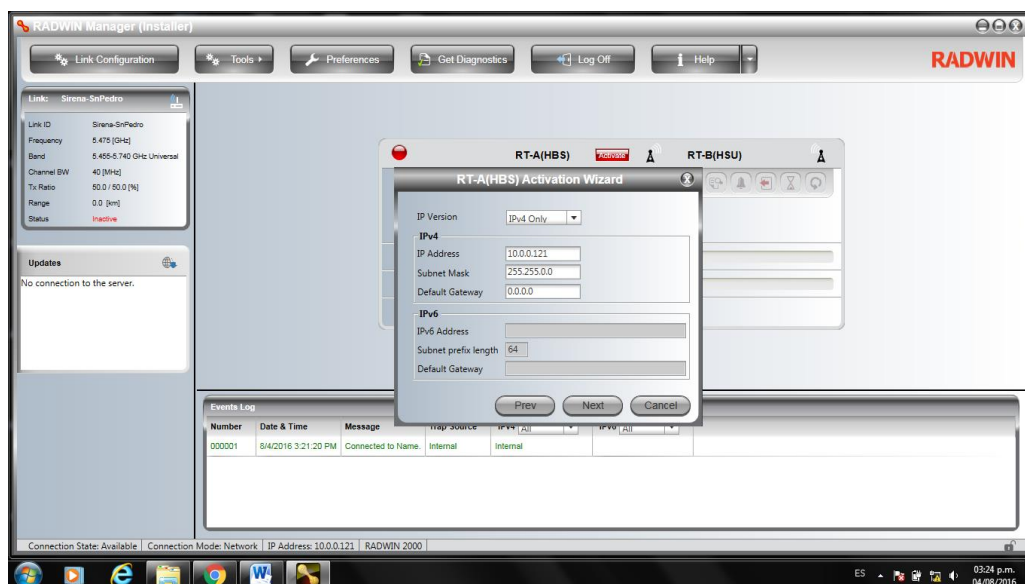 RADWIN Manager (Installer)
Link Configuration Tools Preferences Get Diagnostics Log Off i Help RADWIN
Link: Sirena-SnPedro
Link ID Sirena-SnPedro
Frequency 5.475 [GHz]
Band 5.455-5.740 GHz Universal
Channel BW 40 [MHz]
Tx Ratio 50.0 / 50.0 [%]
Range 0.0 [km]
Status Inactive
Updates
No connection to the server.
RT-A(HBS) Activate RT-B(HSU)
RT-A(HBS) Activation Wizard
IP Version IPv4 Only
IPv4
IP Address 10.0.0.121
Subnet Mask 255.255.0.0
Default Gateway 0.0.0.0
IPv6
IPv6 Address
Subnet prefix length 64
Default Gateway
Prev Next Cancel
Events Log
Number Date & Time Message Trap Source IPv4 All IPv6 All
000001 8/4/2016 3:21:20 PM Connected to Name. Internal Internal
Connection State: Available Connection Mode: Network IP Address: 10.0.0.121 RADWIN 2000
ES 03:24 p.m.
04/08/2016